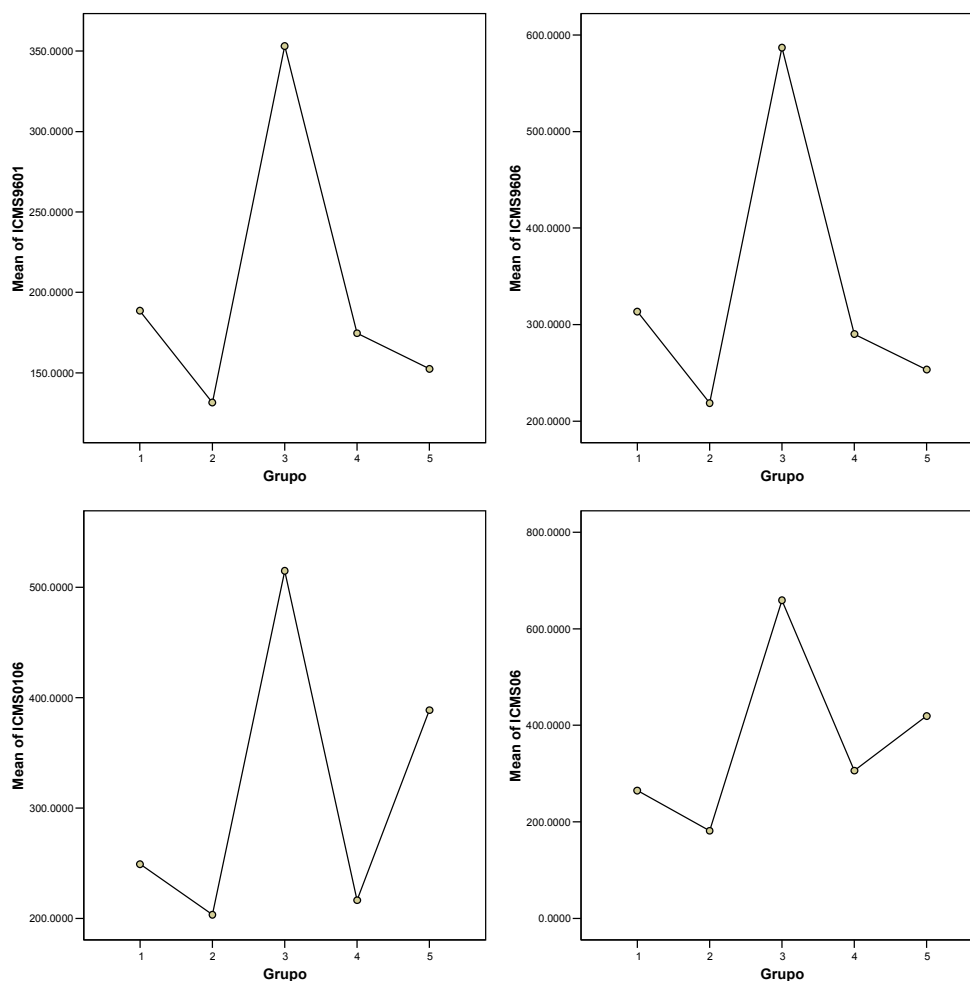 350.0000
300.0000
250.0000
200.0000
150.0000
Mean of ICMS9601
1 2 3 4 5
Grupo
600.0000
500.0000
400.0000
300.0000
200.0000
Mean of ICMS9606
1 2 3 4 5
Grupo
500.0000
400.0000
300.0000
200.0000
Mean of ICMS0106
1 2 3 4 5
Grupo
800.0000
600.0000
400.0000
200.0000
0.0000
Mean of ICMS06
1 2 3 4 5
Grupo